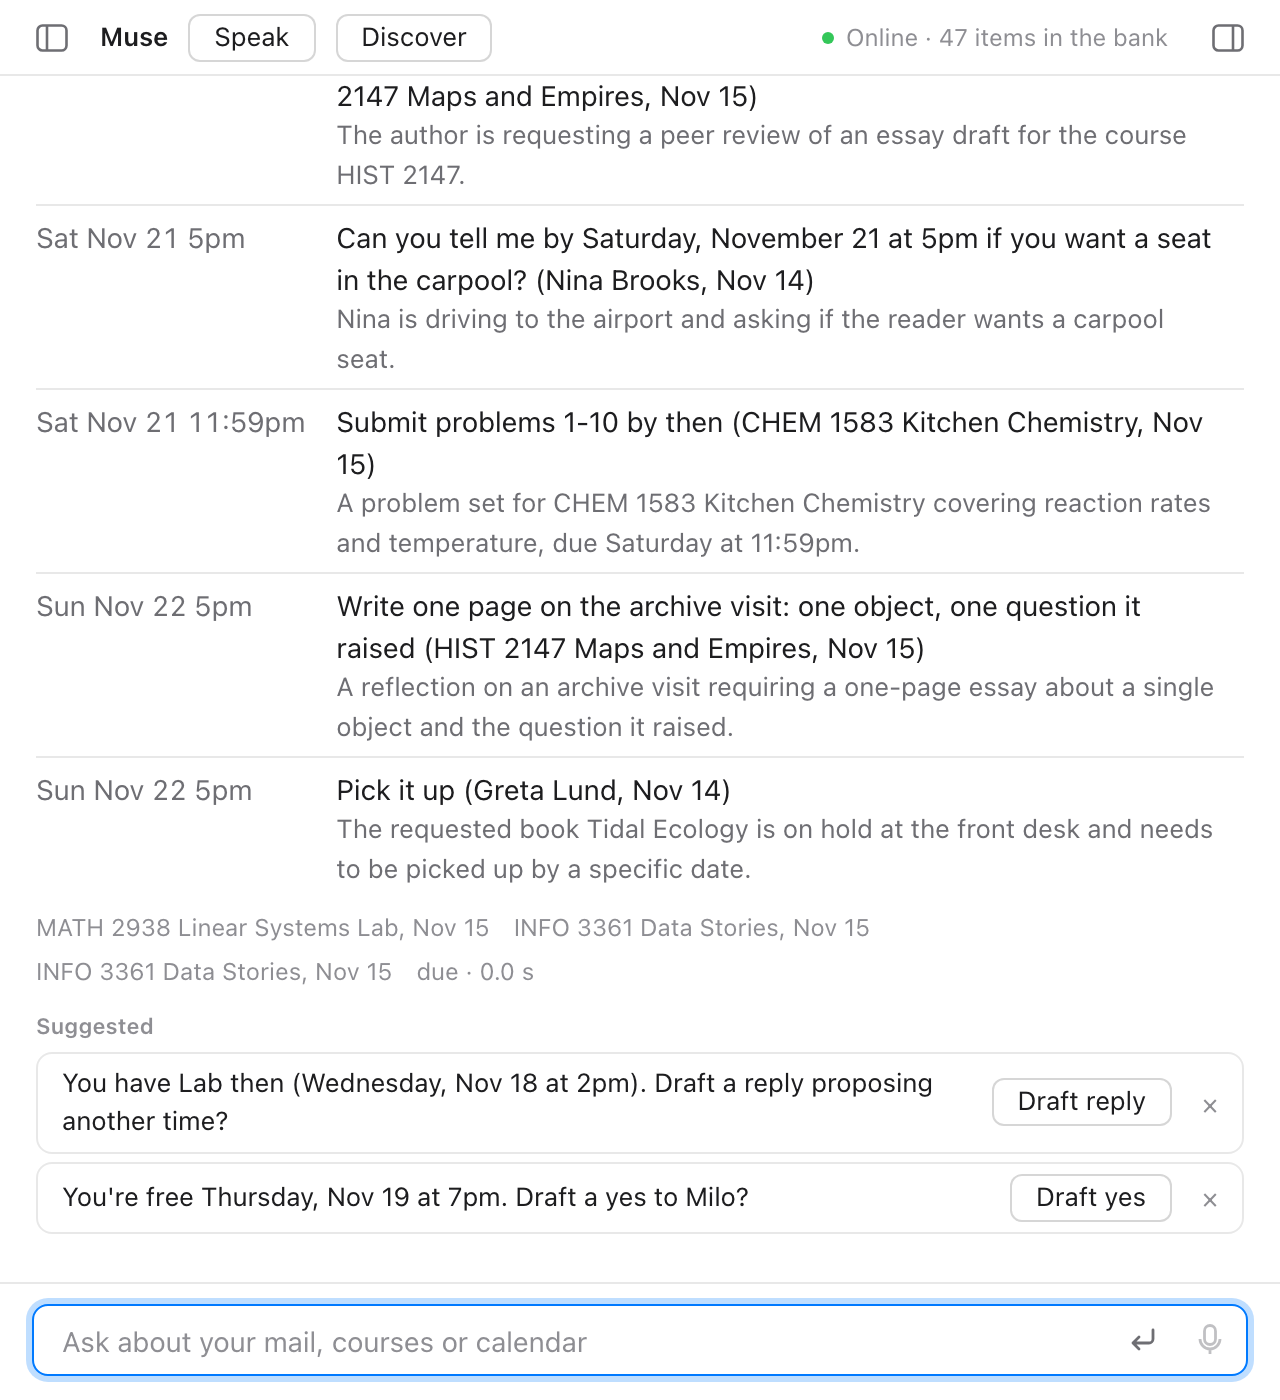 Muse Speak Discover Online · 47 items in the bank
2147 Maps and Empires, Nov 15)
The author is requesting a peer review of an essay draft for the course
HIST 2147.
Sat Nov 21 5pm Can you tell me by Saturday, November 21 at 5pm if you want a seat
in the carpool? (Nina Brooks, Nov 14)
Nina is driving to the airport and asking if the reader wants a carpool
seat.
Sat Nov 21 11:59pm Submit problems 1-10 by then (CHEM 1583 Kitchen Chemistry, Nov
15)
A problem set for CHEM 1583 Kitchen Chemistry covering reaction rates
and temperature, due Saturday at 11:59pm.
Sun Nov 22 5pm Write one page on the archive visit: one object, one question it
raised (HIST 2147 Maps and Empires, Nov 15)
A reflection on an archive visit requiring a one-page essay about a single
object and the question it raised.
Sun Nov 22 5pm Pick it up (Greta Lund, Nov 14)
The requested book Tidal Ecology is on hold at the front desk and needs
to be picked up by a specific date.
MATH 2938 Linear Systems Lab, Nov 15 INFO 3361 Data Stories, Nov 15
INFO 3361 Data Stories, Nov 15 due · 0.0 s
Suggested
You have Lab then (Wednesday, Nov 18 at 2pm). Draft a reply proposing
another time?
Draft reply ×
You're free Thursday, Nov 19 at 7pm. Draft a yes to Milo? Draft yes ×
Ask about your mail, courses or calendar